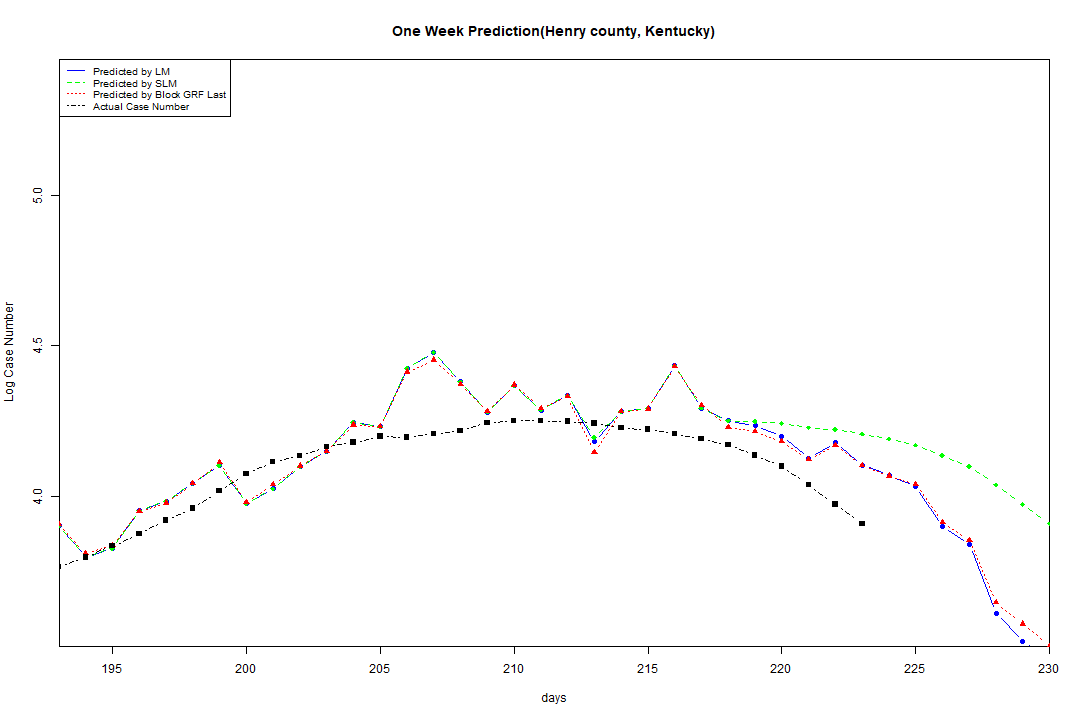 One Week Prediction(Henry county, Kentucky)
Predicted by LM
Predicted by SLM
Predicted by Block GRF Last
Actual Case Number
5.0
4.5
4.0
Log Case Number
195 200 205 210 215 220 225 230
days